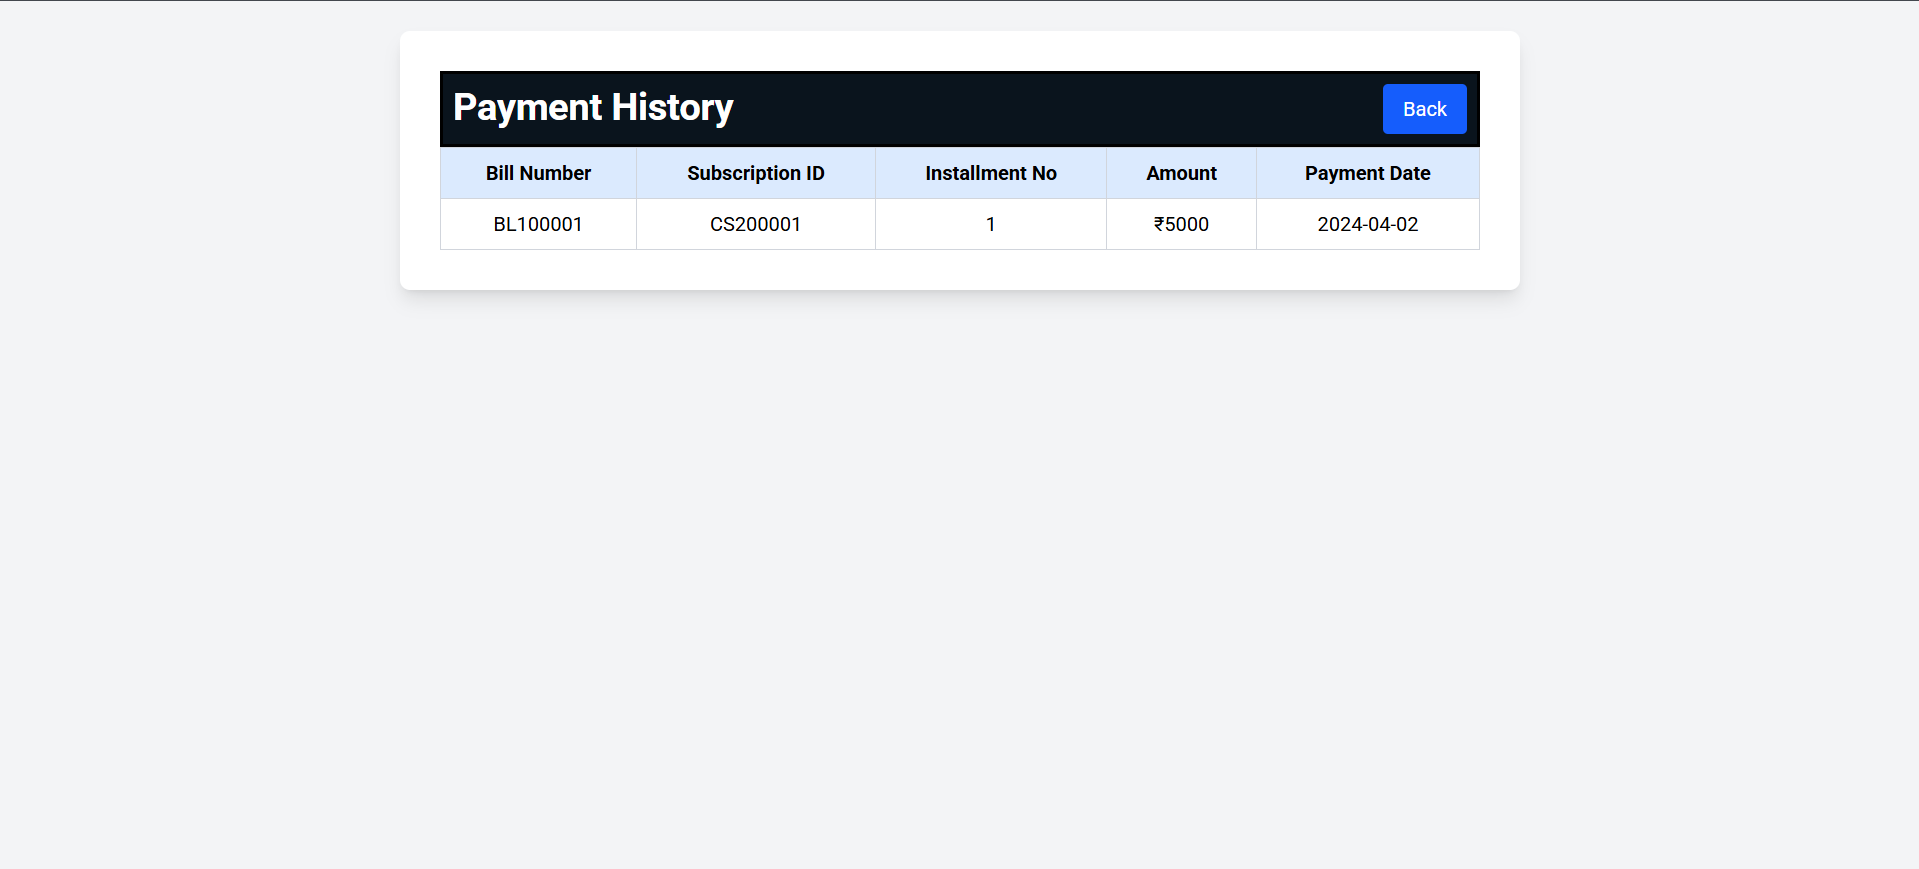 Payment History
Back
Bill Number Subscription ID Installment No Amount Payment Date
BL100001 CS200001 1 ₹5000 2024-04-02